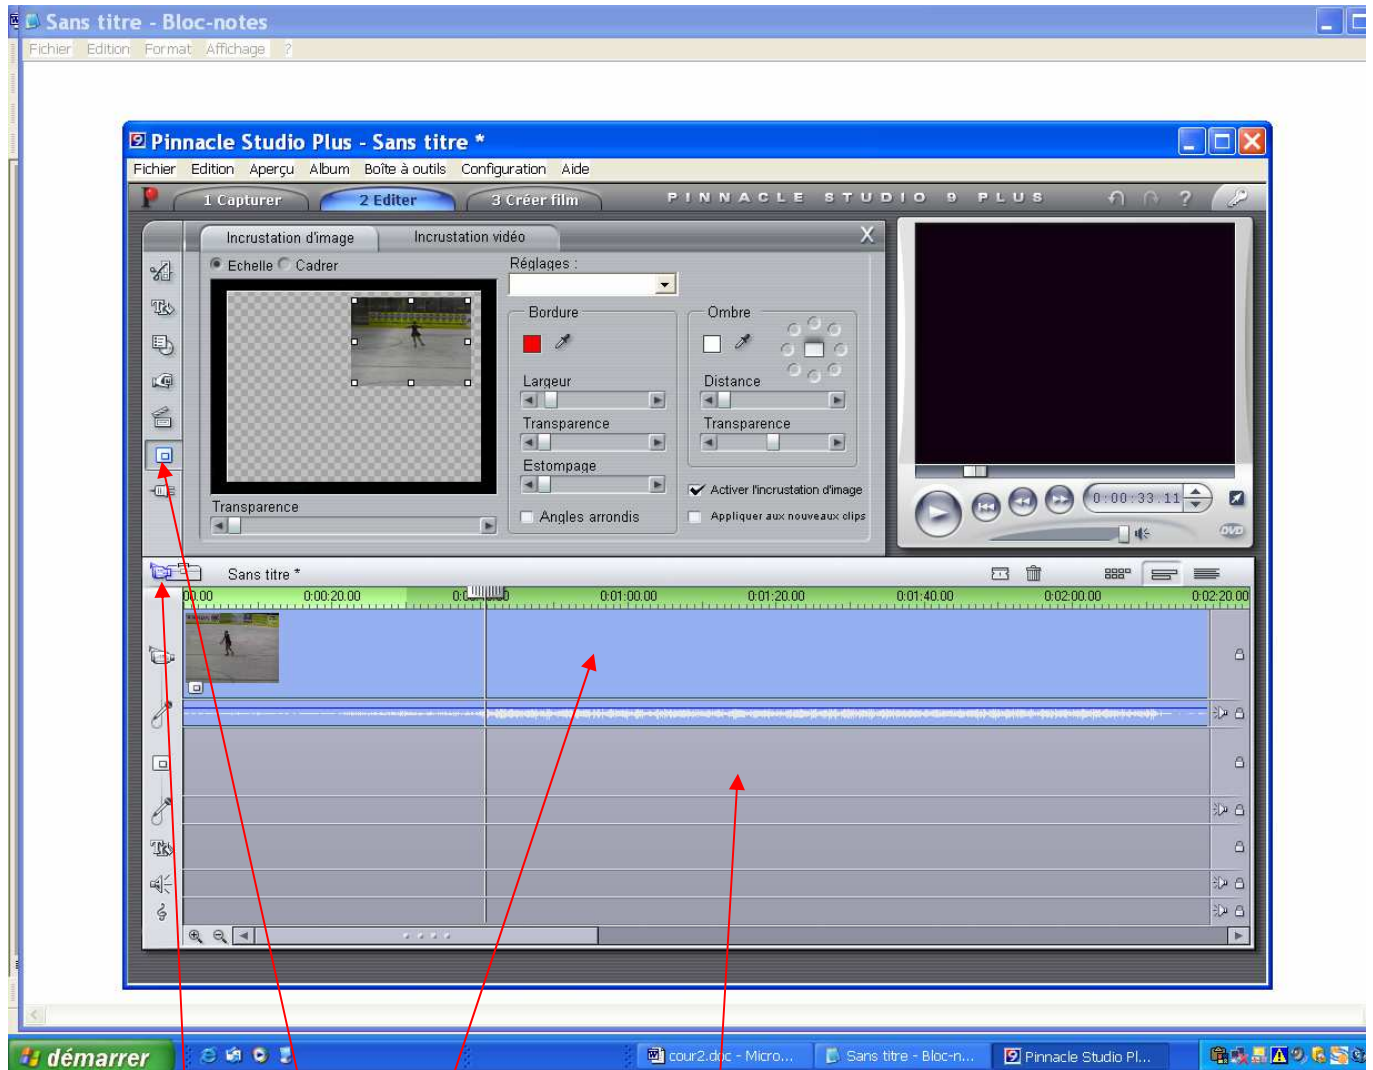 Sans titre - Bloc-notes
Fichier Edition Format Affichage ?
Pinnacle Studio Plus - Sans titre *
Fichier Edition Aperçu Album Boîte à outils Configuration Aide
1 Capturer 2 Editer 3 Créer film PINNACLE STUDIO 9 PLUS ?
Incrustation d'image Incrustation vidéo X
Echelle Cadrer Réglages :
Bordure Ombre
Largeur Distance
Transparence Transparence
Estompage
Activer l'incrustation d'image
Transparence
Angles arrondis Appliquer aux nouveaux clips
0:00:33.11
DVD
Sans titre *
00.00 0:00:20.00 0:01:00.00 0:01:20.00 0:01:40.00 0:02:00.00 0:02:20.00
démarrer cour2.doc - Micro... Sans titre - Bloc-n... Pinnacle Studio Pl...